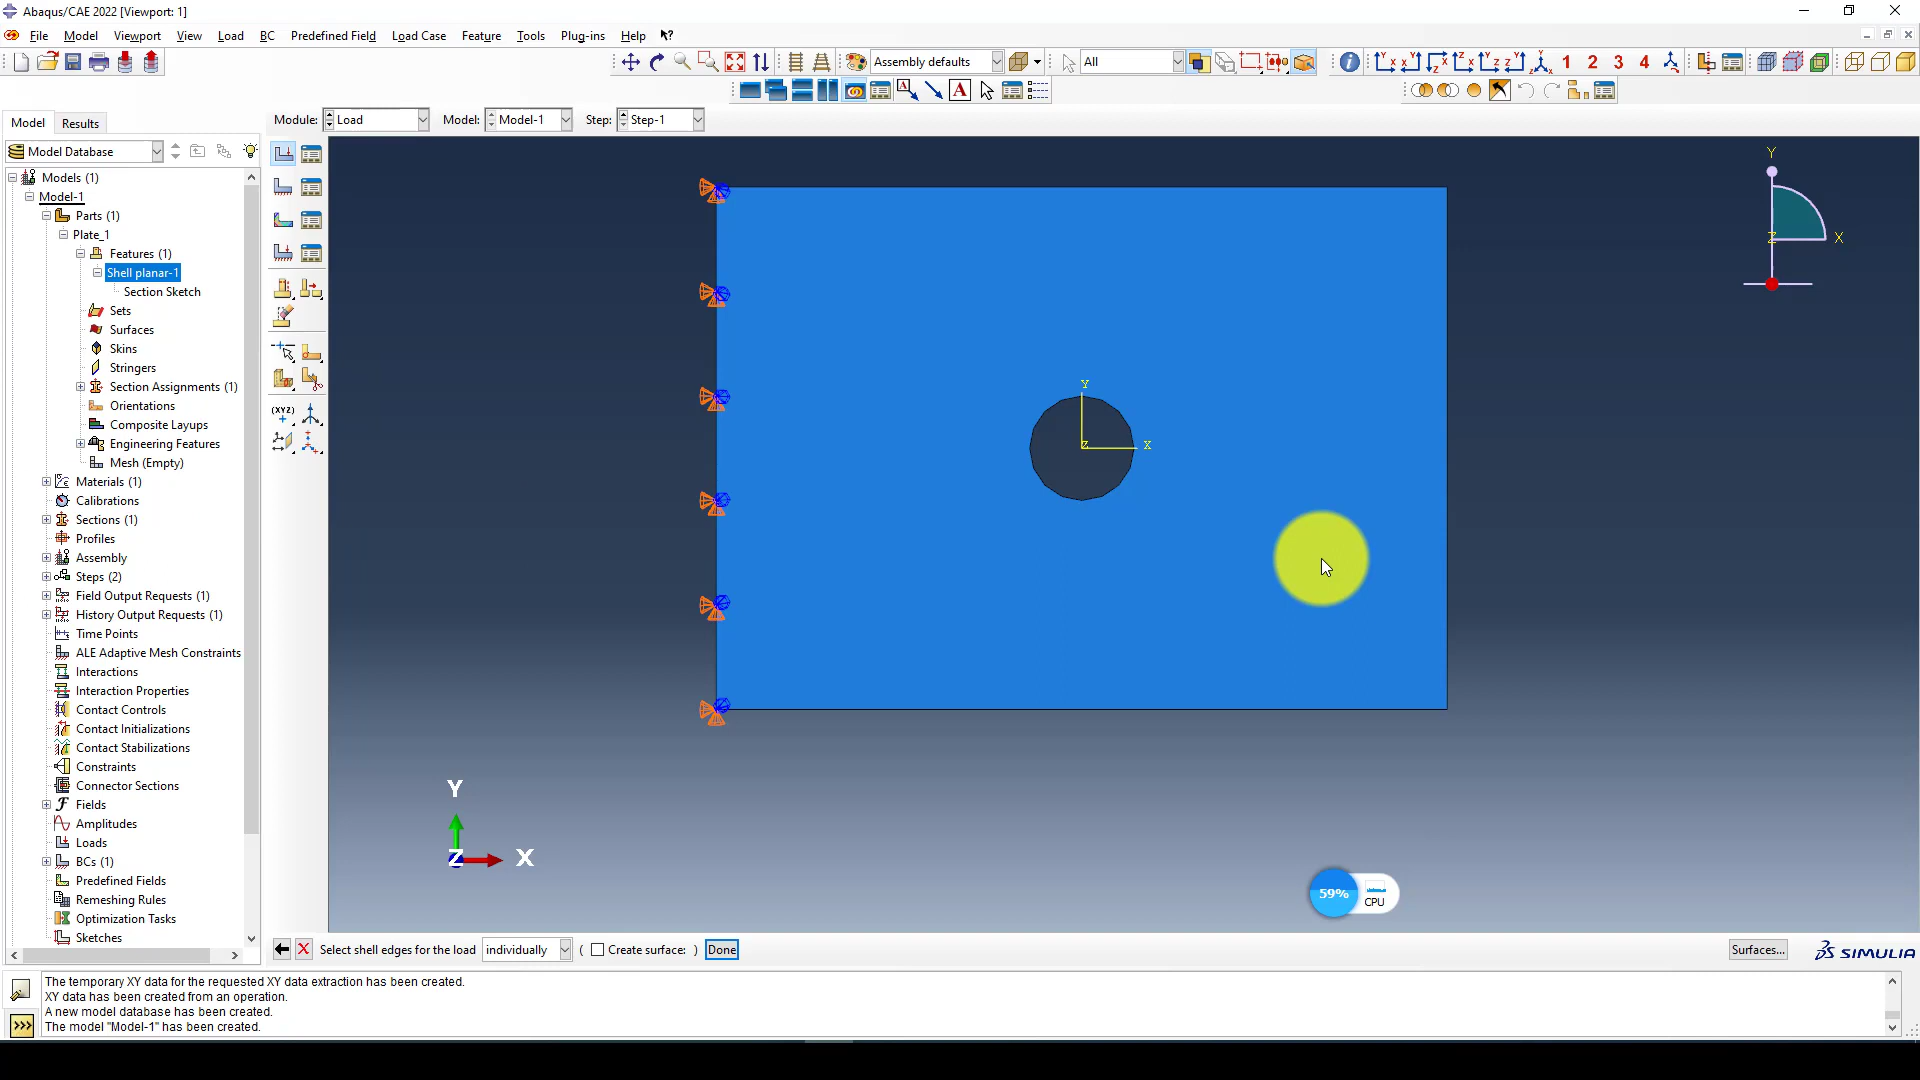 Abaqus/CAE 2022 [Viewport: 1]
File Model Viewport View Load BC Predefined Field Load Case Feature Tools Plug-ins Help
Assembly defaults All 1 2 3 4
Module: Load Model: Model-1 Step: Step-1
Model Results
Model Database
Models (1)
Model-1
Parts (1)
Plate_1
Features (1)
Shell planar-1
Section Sketch
Sets
Surfaces
Skins
Stringers
Section Assignments (1)
Orientations
Composite Layups
Engineering Features
Mesh (Empty)
Materials (1)
Calibrations
Sections (1)
Profiles
Assembly
Steps (2)
Field Output Requests (1)
History Output Requests (1)
Time Points
ALE Adaptive Mesh Constraints
Interactions
Interaction Properties
Contact Controls
Contact Initializations
Contact Stabilizations
Constraints
Connector Sections
Fields
Amplitudes
Loads
BCs (1)
Predefined Fields
Remeshing Rules
Optimization Tasks
Sketches
(XYZ)
Y
Z X
Y
Z X
Y
Z X
59% CPU
Select shell edges for the load individually ( Create surface: ) Done Surfaces... SIMULIA
The temporary XY data for the requested XY data extraction has been created.
XY data has been created from an operation.
A new model database has been created.
The model "Model-1" has been created.